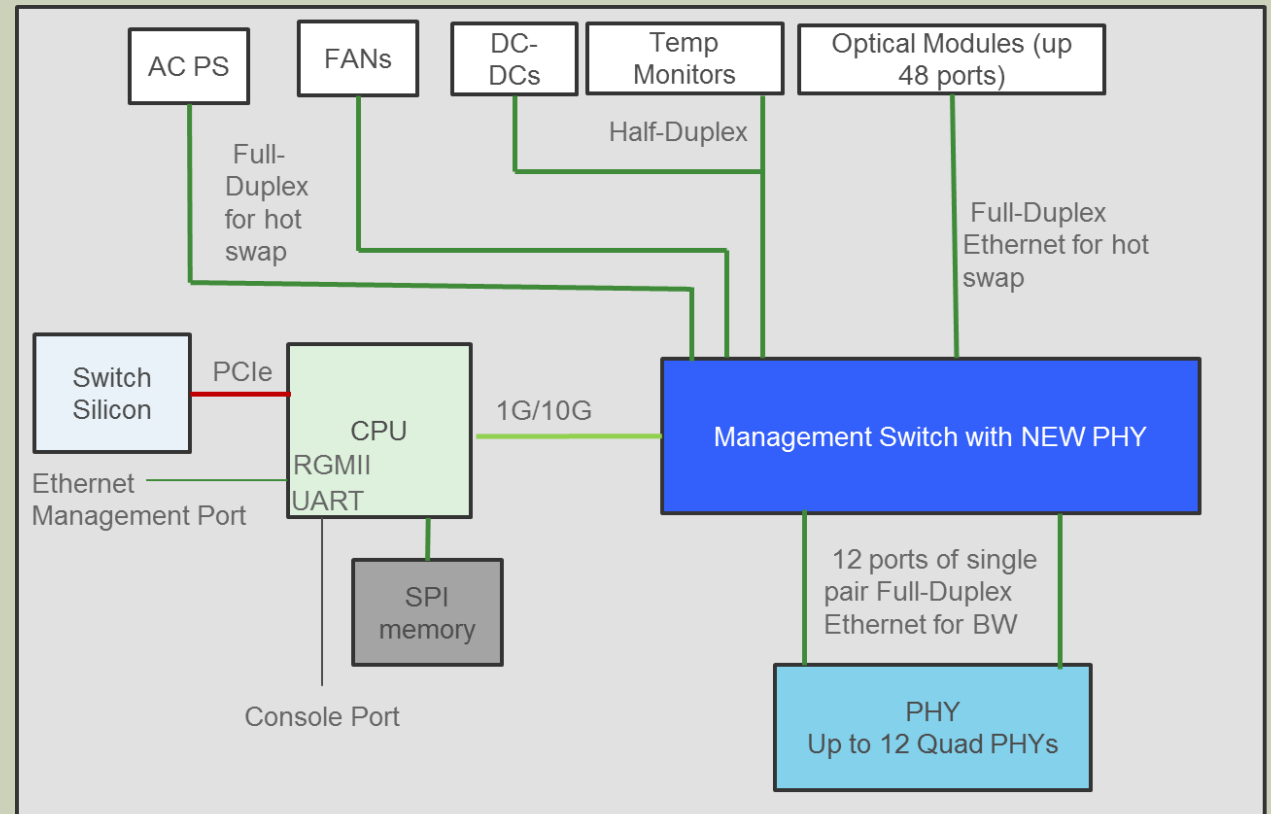 AC PS
FANs
DC-
DCs
Temp
Monitors
Optical Modules (up
48 ports)
Half-Duplex
Full-
Duplex
for hot
swap
Full-Duplex
Ethernet for hot
swap
Switch
Silicon
PCIe
CPU
RGMII
UART
1G/10G
Management Switch with NEW PHY
Ethernet
Management Port
SPI
memory
Console Port
12 ports of single
pair Full-Duplex
Ethernet for BW
PHY
Up to 12 Quad PHYs